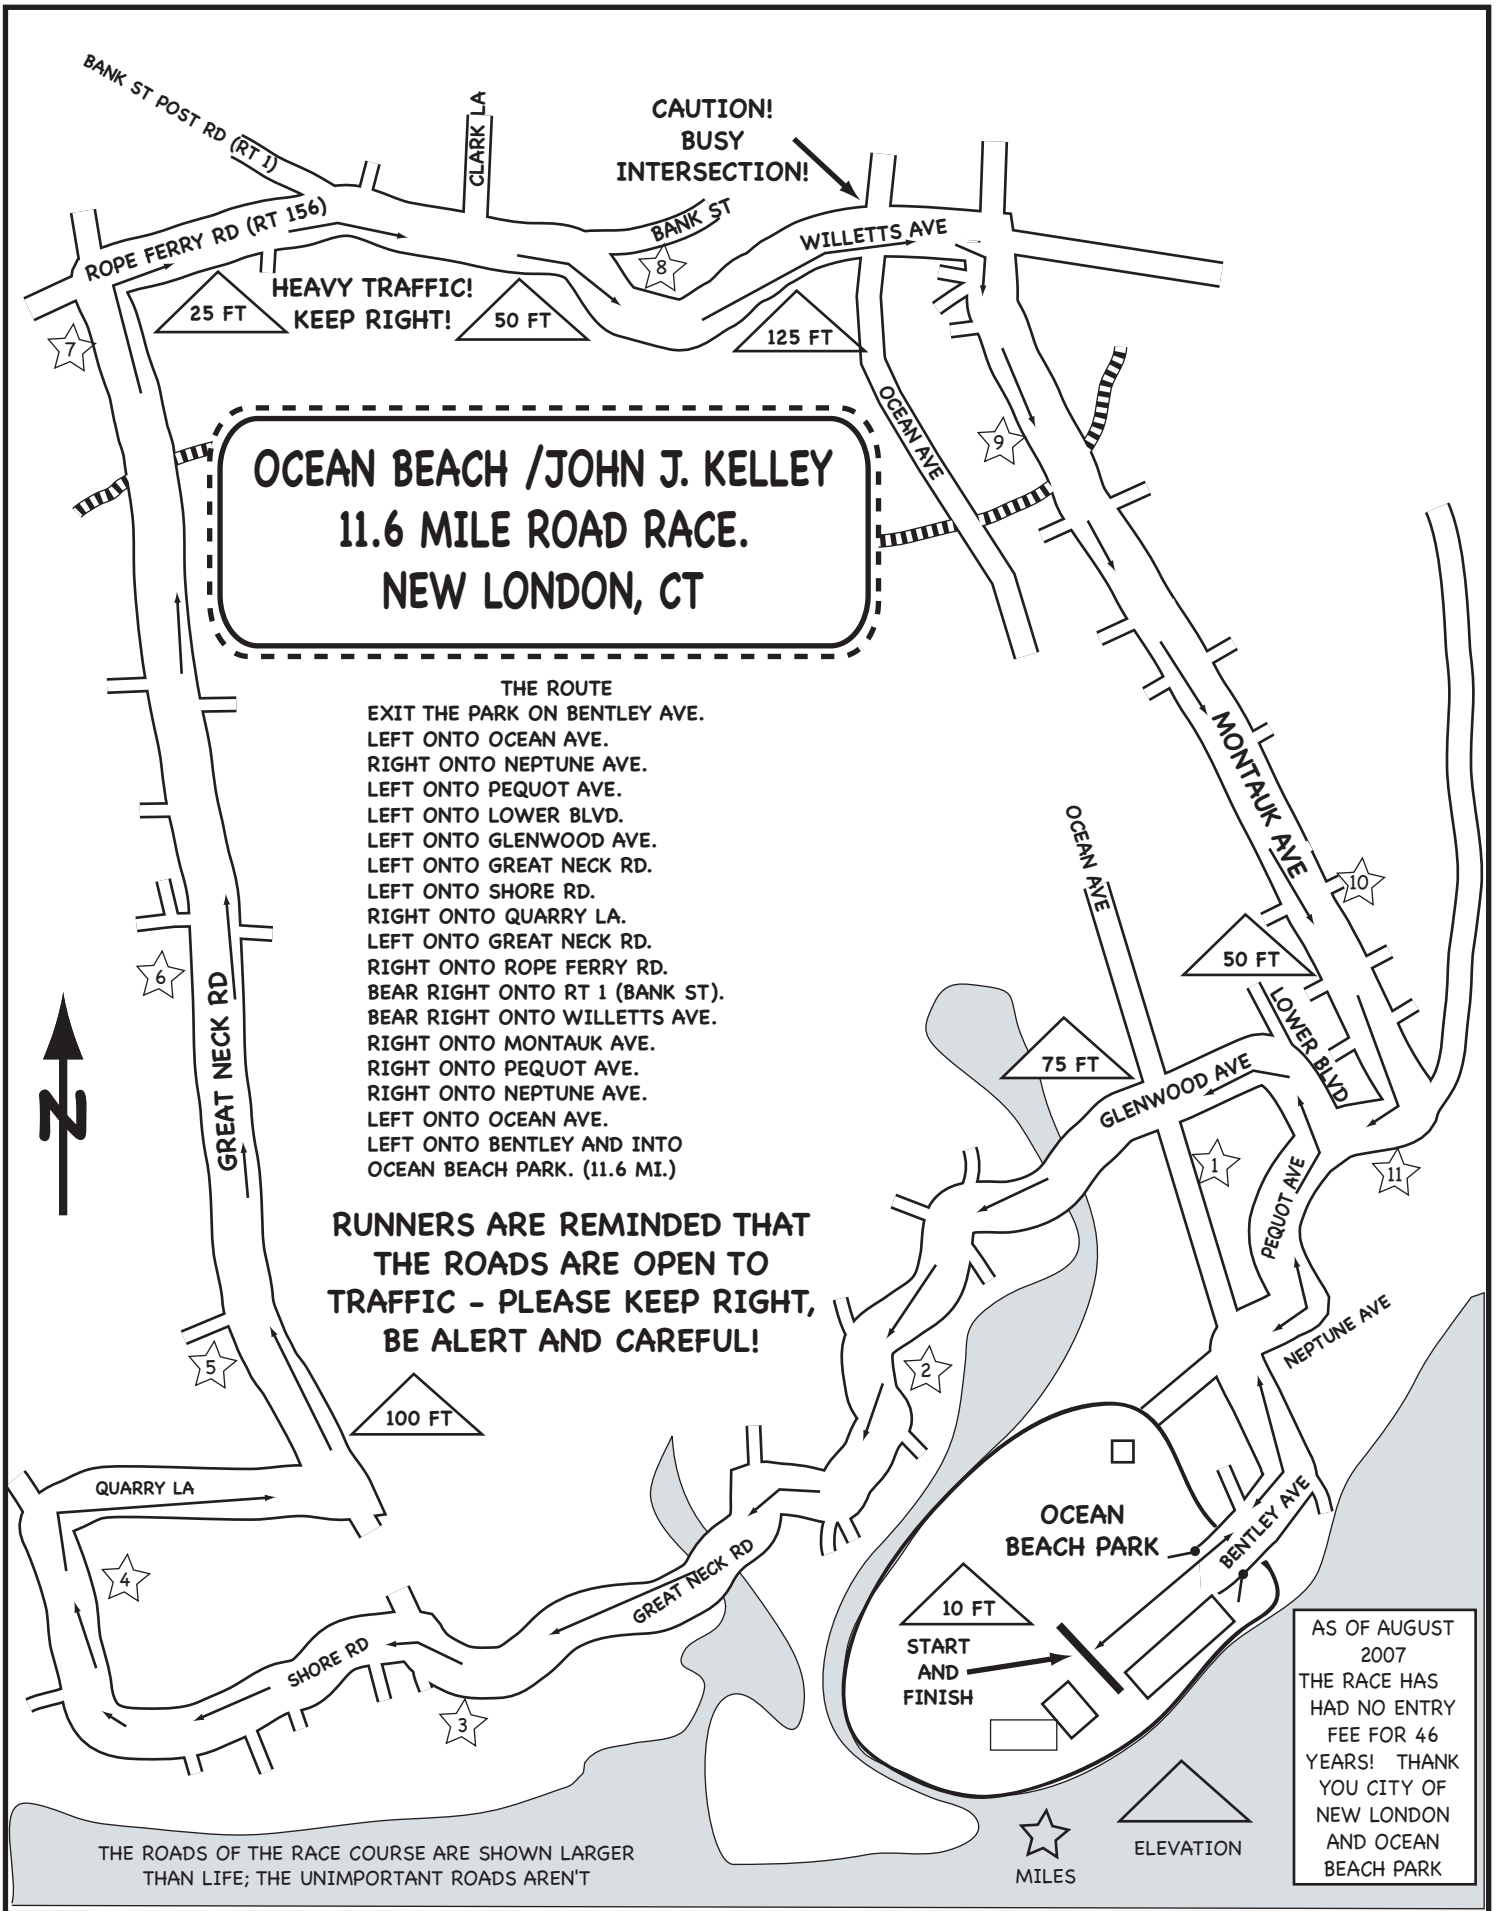 BANK ST POST RD (RT 1)
CLARK LA
CAUTION!
BUSY
INTERSECTION!
ROPE FERRY RD (RT 156)
BANK ST
WILLETTS AVE
8
HEAVY TRAFFIC!
KEEP RIGHT!
25 FT
50 FT
125 FT
7
OCEAN AVE
9
OCEAN BEACH /JOHN J. KELLEY
11.6 MILE ROAD RACE.
NEW LONDON, CT
THE ROUTE
EXIT THE PARK ON BENTLEY AVE.
LEFT ONTO OCEAN AVE.
RIGHT ONTO NEPTUNE AVE.
LEFT ONTO PEQUOT AVE.
LEFT ONTO LOWER BLVD.
LEFT ONTO GLENWOOD AVE.
LEFT ONTO GREAT NECK RD.
LEFT ONTO SHORE RD.
RIGHT ONTO QUARRY LA.
LEFT ONTO GREAT NECK RD.
RIGHT ONTO ROPE FERRY RD.
BEAR RIGHT ONTO RT 1 (BANK ST).
BEAR RIGHT ONTO WILLETTS AVE.
RIGHT ONTO MONTAUK AVE.
RIGHT ONTO PEQUOT AVE.
RIGHT ONTO NEPTUNE AVE.
LEFT ONTO OCEAN AVE.
LEFT ONTO BENTLEY AND INTO
OCEAN BEACH PARK. (11.6 MI.)
MONTAUK AVE
OCEAN AVE
10
50 FT
6
GREAT NECK RD
N
LOWER BLVD
75 FT
GLENWOOD AVE
1
11
PEQUOT AVE
RUNNERS ARE REMINDED THAT
THE ROADS ARE OPEN TO
TRAFFIC - PLEASE KEEP RIGHT,
BE ALERT AND CAREFUL!
NEPTUNE AVE
5
2
100 FT
QUARRY LA
OCEAN
BEACH PARK
BENTLEY AVE
4
GREAT NECK RD
10 FT
START
AND
FINISH
SHORE RD
3
AS OF AUGUST
2007
THE RACE HAS
HAD NO ENTRY
FEE FOR 46
YEARS! THANK
YOU CITY OF
NEW LONDON
AND OCEAN
BEACH PARK
THE ROADS OF THE RACE COURSE ARE SHOWN LARGER
THAN LIFE; THE UNIMPORTANT ROADS AREN'T
MILES
ELEVATION